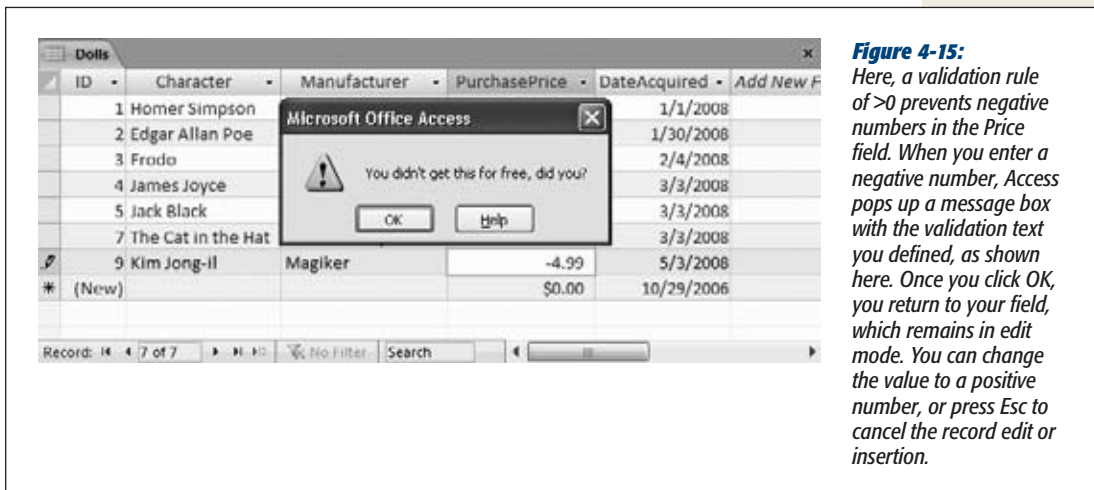 Dolls
ID Character Manufacturer PurchasePrice DateAcquired Add New F
1 Homer Simpson 1/1/2008
2 Edgar Allan Poe 1/30/2008
3 Frodo 2/4/2008
4 James Joyce 3/3/2008
5 Jack Black 3/3/2008
7 The Cat in the Hat 3/3/2008
9 Kim Jong-il Magiker -4.99 5/3/2008
* (New) $0.00 10/29/2006
Microsoft Office Access
You didn't get this for free, did you?
OK Help
Record: 7 of 7 No Filter Search
Figure 4-15:
Here, a validation rule
of >0 prevents negative
numbers in the Price
field. When you enter a
negative number, Access
pops up a message box
with the validation text
you defined, as shown
here. Once you click OK,
you return to your field,
which remains in edit
mode. You can change
the value to a positive
number, or press Esc to
cancel the record edit or
insertion.